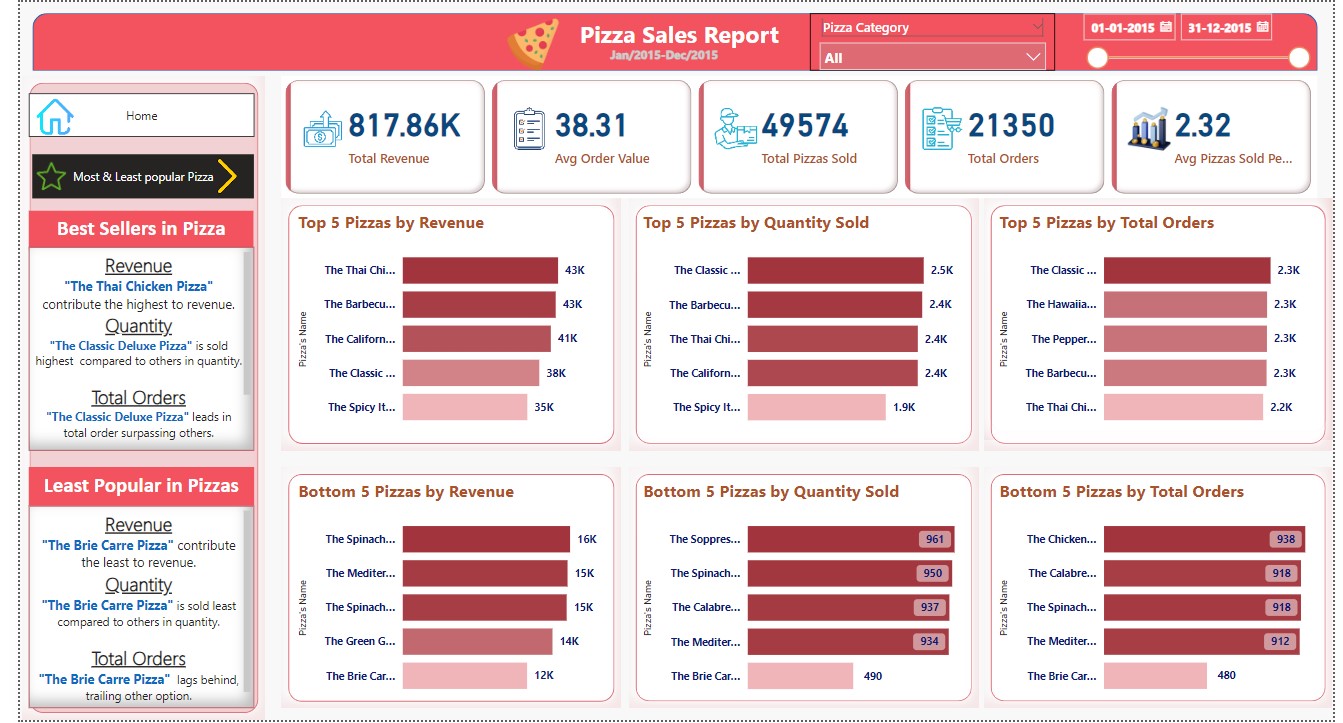 Pizza Sales Report
Jan/2015-Dec/2015
Pizza Category
All
01-01-2015
31-12-2015
Home
Most & Least popular Pizza
Best Sellers in Pizza
Revenue
"The Thai Chicken Pizza"
contribute the highest to revenue.
Quantity
"The Classic Deluxe Pizza" is sold
highest compared to others in quantity.
Total Orders
"The Classic Deluxe Pizza" leads in
total order surpassing others.
Least Popular in Pizzas
Revenue
"The Brie Carre Pizza" contribute
the least to revenue.
Quantity
"The Brie Carre Pizza" is sold least
compared to others in quantity.
Total Orders
"The Brie Carre Pizza" lags behind,
trailing other option.
817.86K
Total Revenue
38.31
Avg Order Value
49574
Total Pizzas Sold
21350
Total Orders
2.32
Avg Pizzas Sold Pe...
Top 5 Pizzas by Revenue
Pizza's Name
The Thai Chi... 43K
The Barbecu... 43K
The Californ... 41K
The Classic ... 38K
The Spicy It... 35K
Top 5 Pizzas by Quantity Sold
Pizza's Name
The Classic ... 2.5K
The Barbecu... 2.4K
The Thai Chi... 2.4K
The Californ... 2.4K
The Spicy It... 1.9K
Top 5 Pizzas by Total Orders
Pizza's Name
The Classic ... 2.3K
The Hawaiia... 2.3K
The Pepper... 2.3K
The Barbecu... 2.3K
The Thai Chi... 2.2K
Bottom 5 Pizzas by Revenue
Pizza's Name
The Spinach... 16K
The Mediter... 15K
The Spinach... 15K
The Green G... 14K
The Brie Car... 12K
Bottom 5 Pizzas by Quantity Sold
Pizza's Name
The Soppres... 961
The Spinach... 950
The Calabre... 937
The Mediter... 934
The Brie Car... 490
Bottom 5 Pizzas by Total Orders
Pizza's Name
The Chicken... 938
The Calabre... 918
The Spinach... 918
The Mediter... 912
The Brie Car... 480